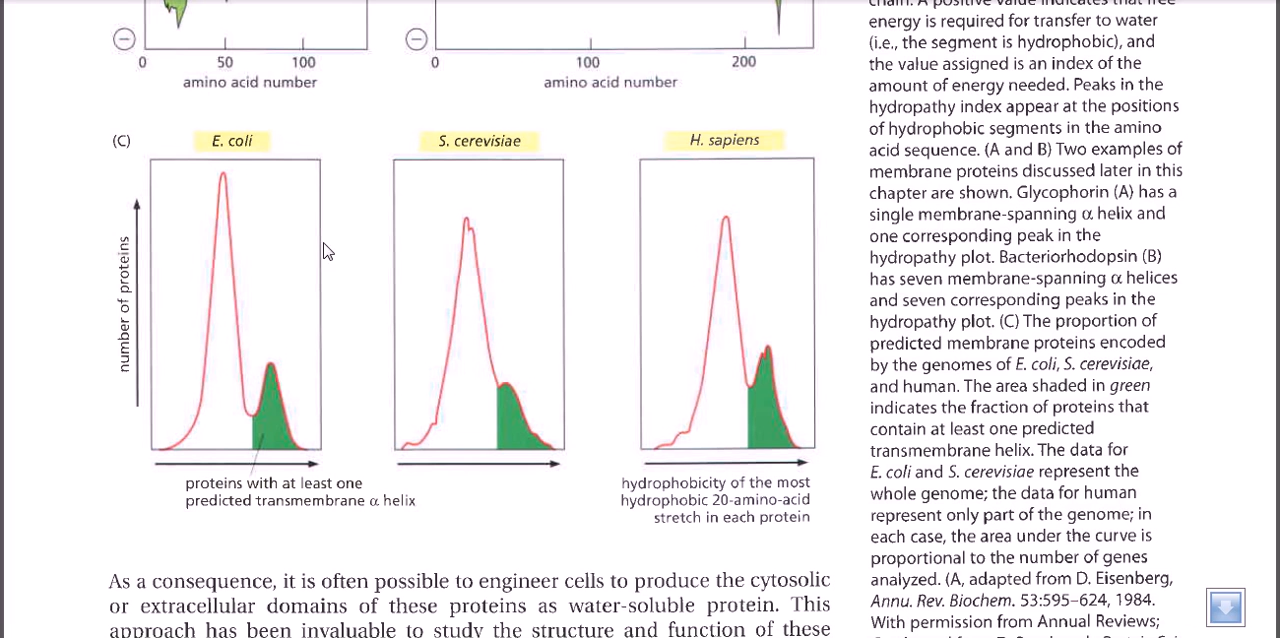 0
50
100
amino acid number
0
100
200
amino acid number
(C)
E. coli
S. cerevisiae
H. sapiens
number of proteins
proteins with at least one
predicted transmembrane α helix
hydrophobicity of the most
hydrophobic 20-amino-acid
stretch in each protein
As a consequence, it is often possible to engineer cells to produce the cytosolic
or extracellular domains of these proteins as water-soluble protein. This
approach has been invaluable to study the structure and function of these
chain. A positive value indicates that free
energy is required for transfer to water
(i.e., the segment is hydrophobic), and
the value assigned is an index of the
amount of energy needed. Peaks in the
hydropathy index appear at the positions
of hydrophobic segments in the amino
acid sequence. (A and B) Two examples of
membrane proteins discussed later in this
chapter are shown. Glycophorin (A) has a
single membrane-spanning α helix and
one corresponding peak in the
hydropathy plot. Bacteriorhodopsin (B)
has seven membrane-spanning α helices
and seven corresponding peaks in the
hydropathy plot. (C) The proportion of
predicted membrane proteins encoded
by the genomes of E. coli, S. cerevisiae,
and human. The area shaded in green
indicates the fraction of proteins that
contain at least one predicted
transmembrane helix. The data for
E. coli and S. cerevisiae represent the
whole genome; the data for human
represent only part of the genome; in
each case, the area under the curve is
proportional to the number of genes
analyzed. (A, adapted from D. Eisenberg,
Annu. Rev. Biochem. 53:595–624, 1984.
With permission from Annual Reviews;